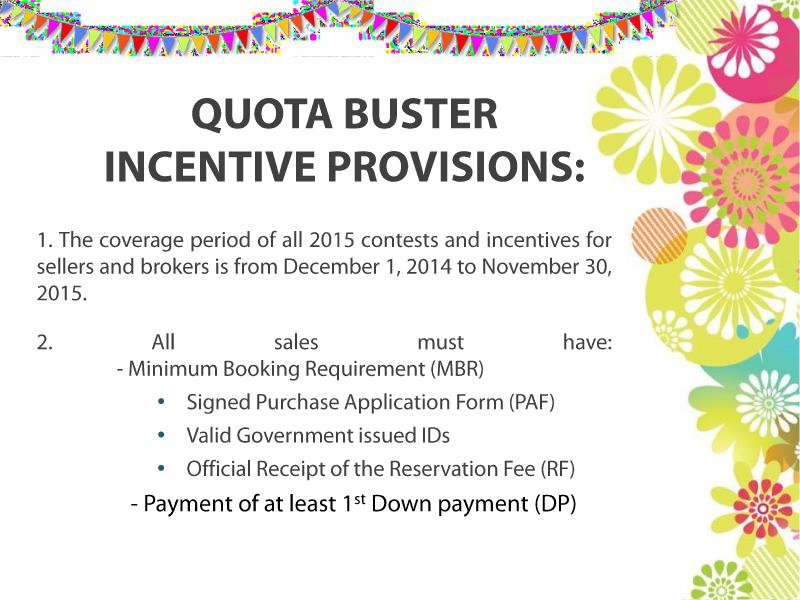 QUOTA BUSTER
INCENTIVE PROVISIONS:
1. The coverage period of all 2015 contests and incentives for
sellers and brokers is from December 1, 2014 to November 30,
2015.
2. All sales must have:
- Minimum Booking Requirement (MBR)
• Signed Purchase Application Form (PAF)
• Valid Government issued IDs
• Official Receipt of the Reservation Fee (RF)
- Payment of at least 1st Down payment (DP)